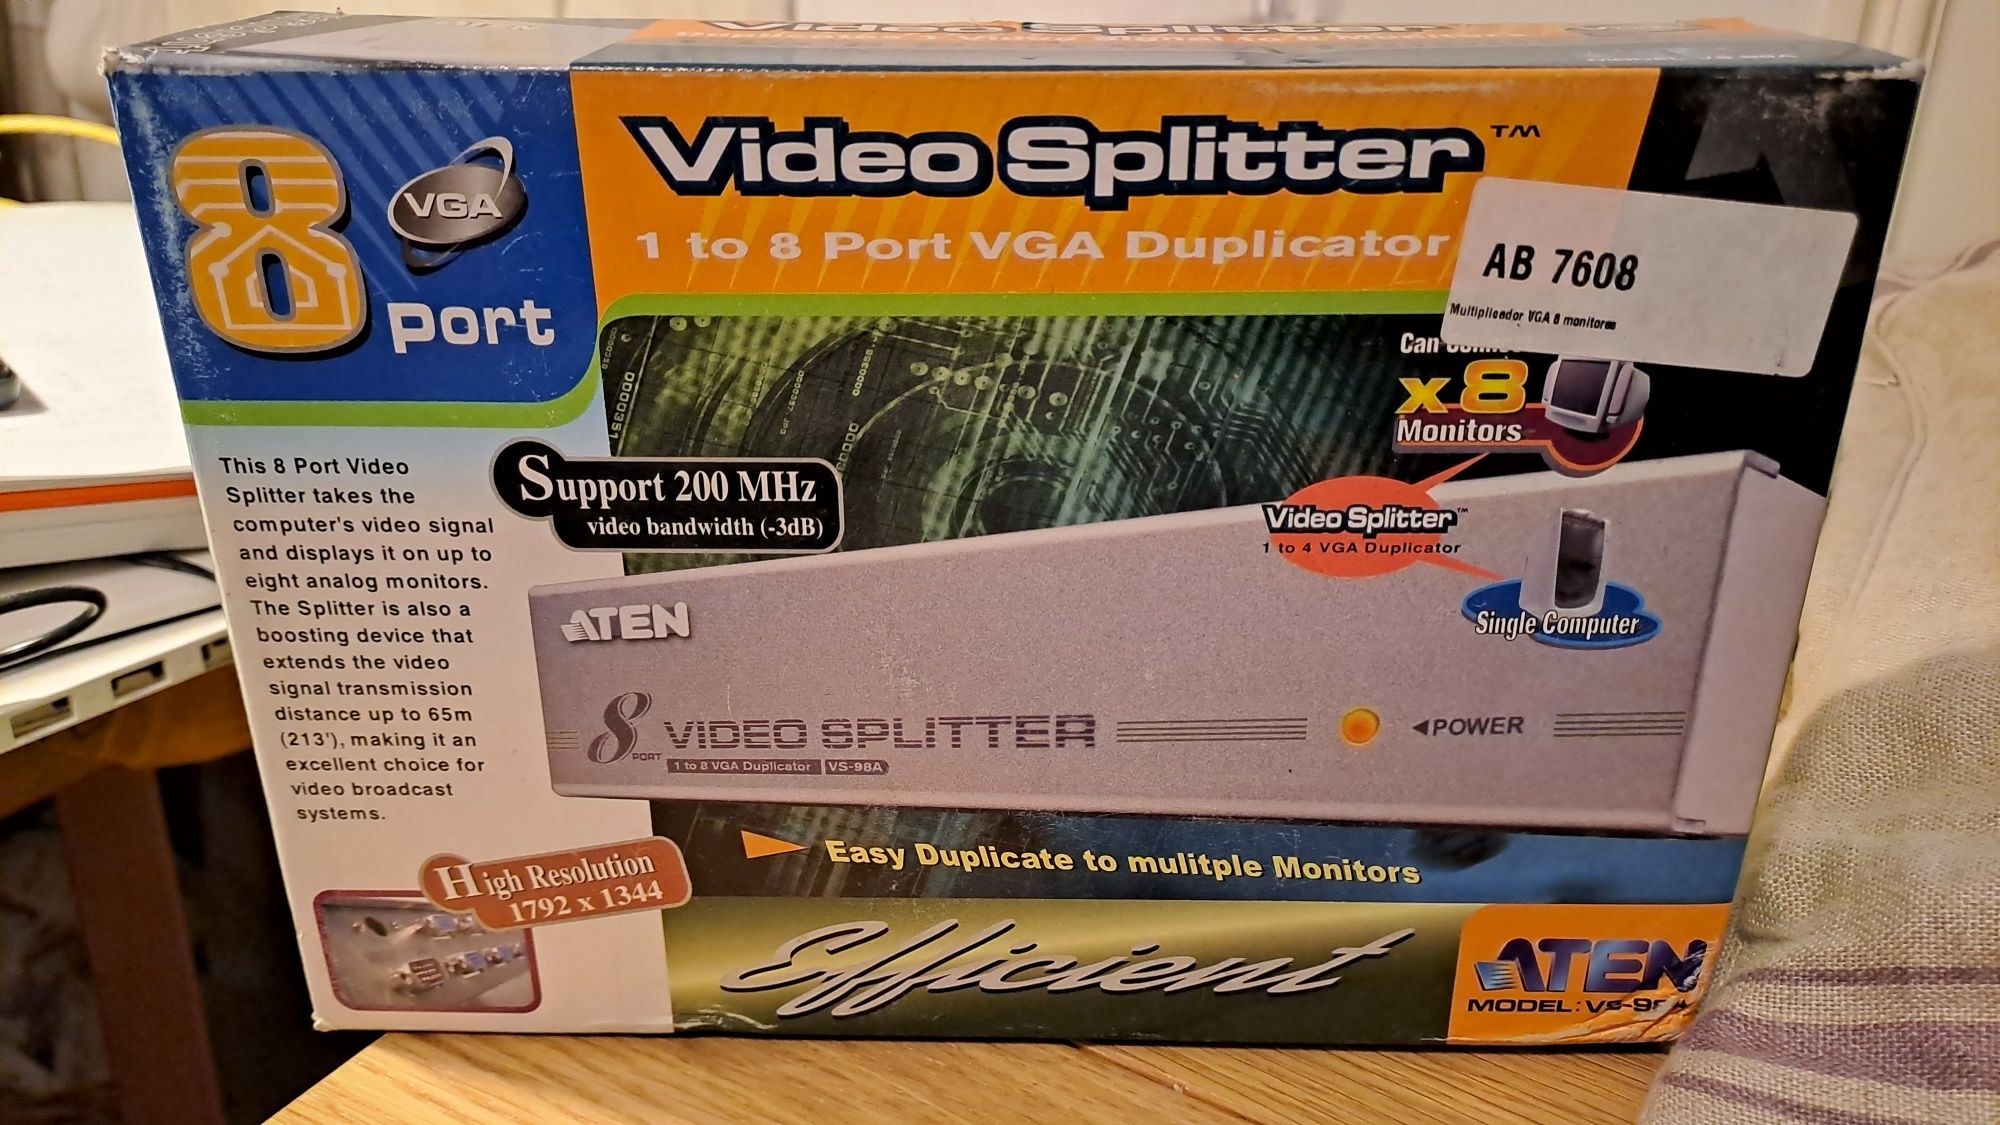 Video Splitter
8
VGA
port
Video Splitter™
1 to 8 Port VGA Duplicator
AB 7608
Multiplicador VGA 8 monitores
Can
x8
Monitors
This 8 Port Video
Splitter takes the
computer's video signal
and displays it on up to
eight analog monitors.
The Splitter is also a
boosting device that
extends the video
signal transmission
distance up to 65m
(213'), making it an
excellent choice for
video broadcast
systems.
Support 200 MHz
video bandwidth (-3dB)
Video Splitter™
1 to 4 VGA Duplicator
Single Computer
ATEN
8 PORT VIDEO SPLITTER
1 to 8 VGA Duplicator VS-98A
◀POWER
Easy Duplicate to mulitple Monitors
High Resolution
1792 x 1344
Efficient
ATEN
MODEL: VS-98A